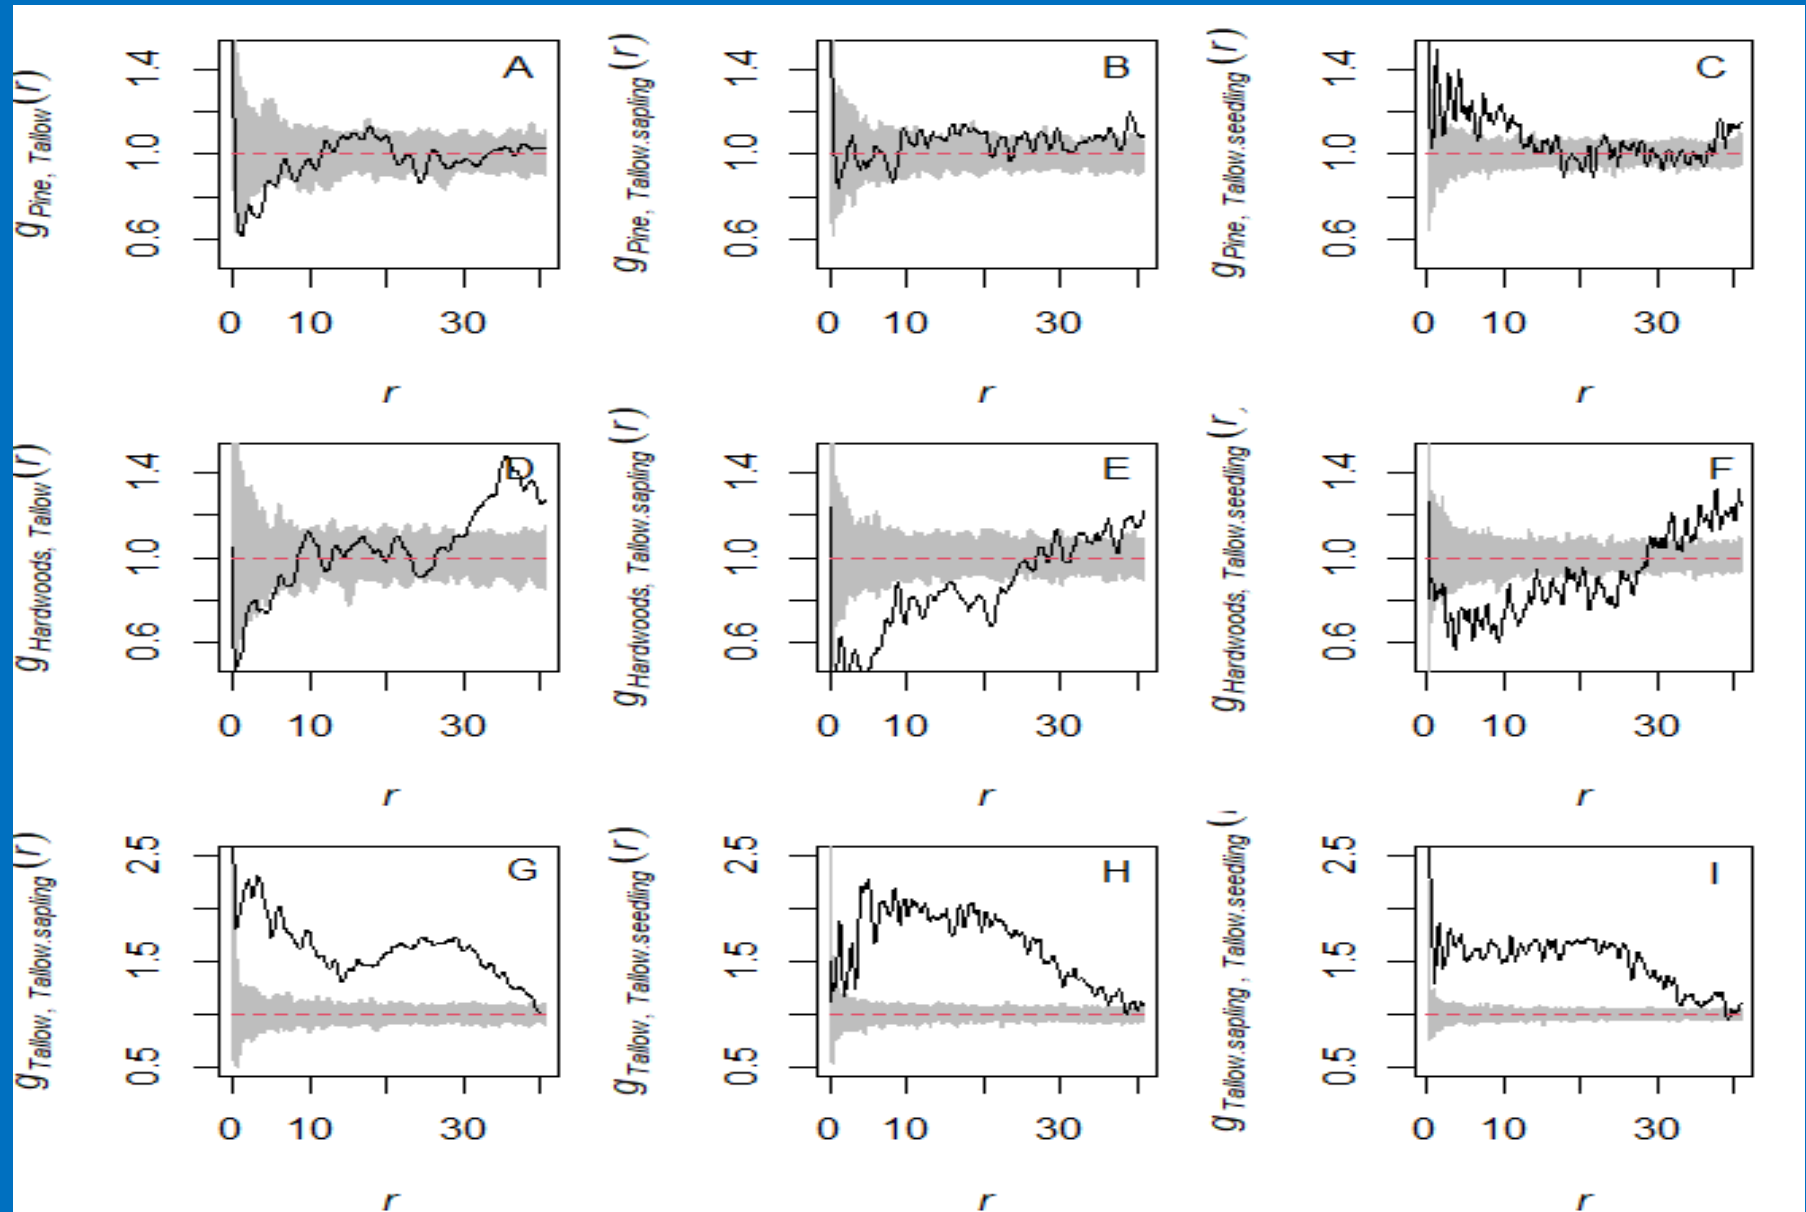 g Pine, Tallow (r)
1.4
1.0
0.6
A
0 10 30
r
g Pine, Tallow.sapling (r)
1.4
1.0
0.6
B
0 10 30
r
g Pine, Tallow.seedling (r)
1.4
1.0
0.6
C
0 10 30
r
g Hardwoods, Tallow (r)
1.4
1.0
0.6
D
0 10 30
r
g Hardwoods, Tallow.sapling (r)
1.4
1.0
0.6
E
0 10 30
r
g Hardwoods, Tallow.seedling (r,
1.4
1.0
0.6
F
0 10 30
r
g Tallow, Tallow.sapling (r)
2.5
1.5
0.5
G
0 10 30
r
g Tallow, Tallow.seedling (r)
2.5
1.5
0.5
H
0 10 30
r
g Tallow.sapling , Tallow.seedling (
2.5
1.5
0.5
I
0 10 30
r